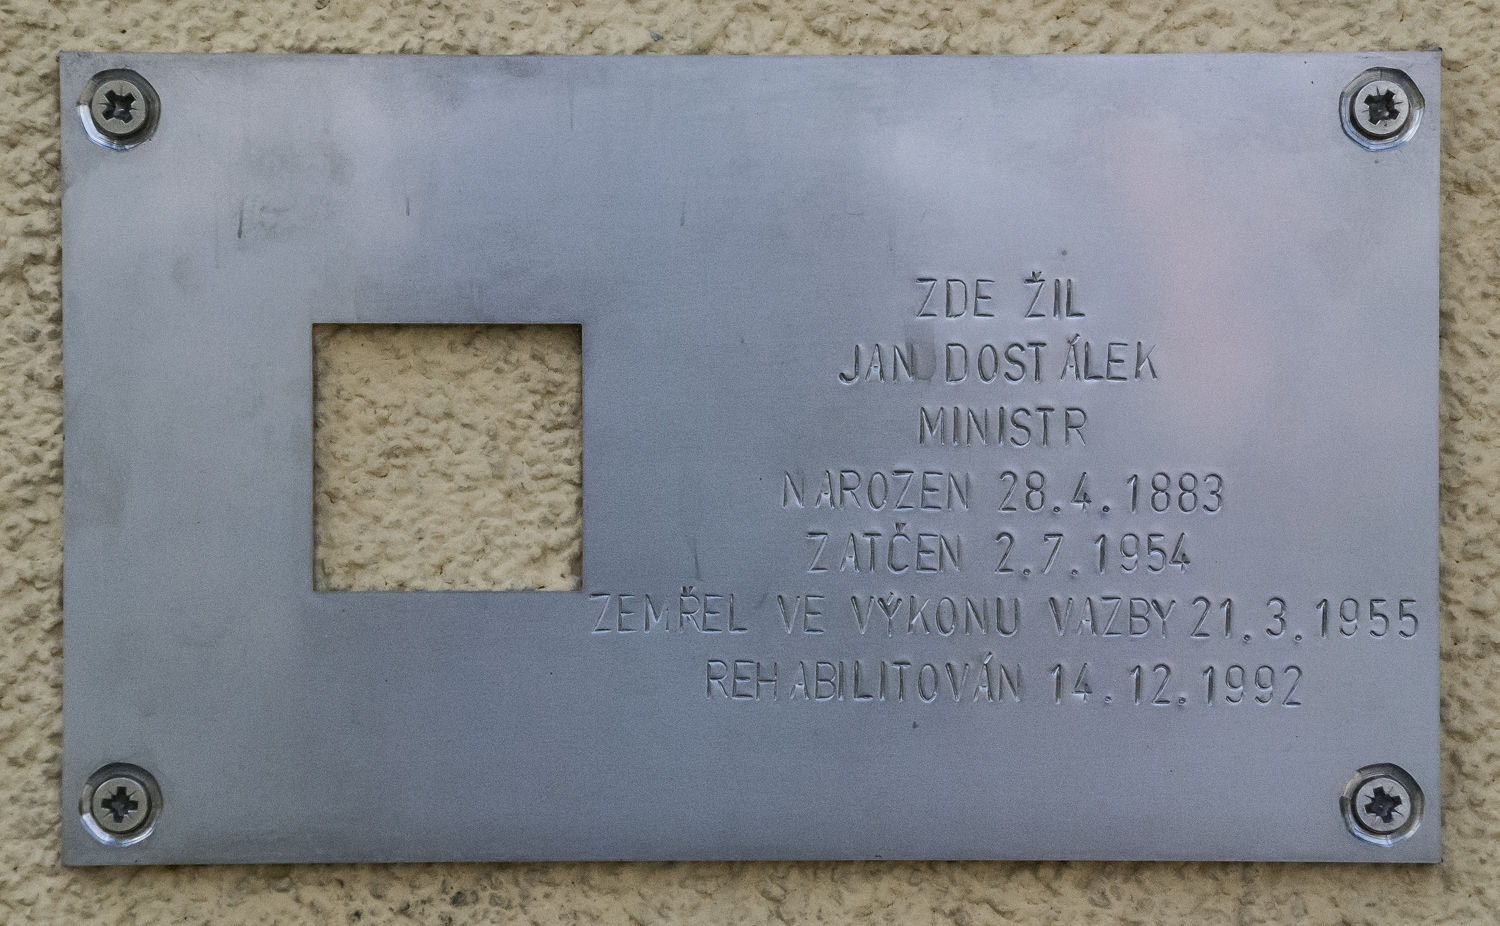 ZDE ŽIL
JAN DOSTÁLEK
MINISTR
NAROZEN 28.4.1883
ZATČEN 2.7.1954
ZEMŘEL VE VÝKONU VAZBY 21.3.1955
REHABILITOVÁN 14.12.1992